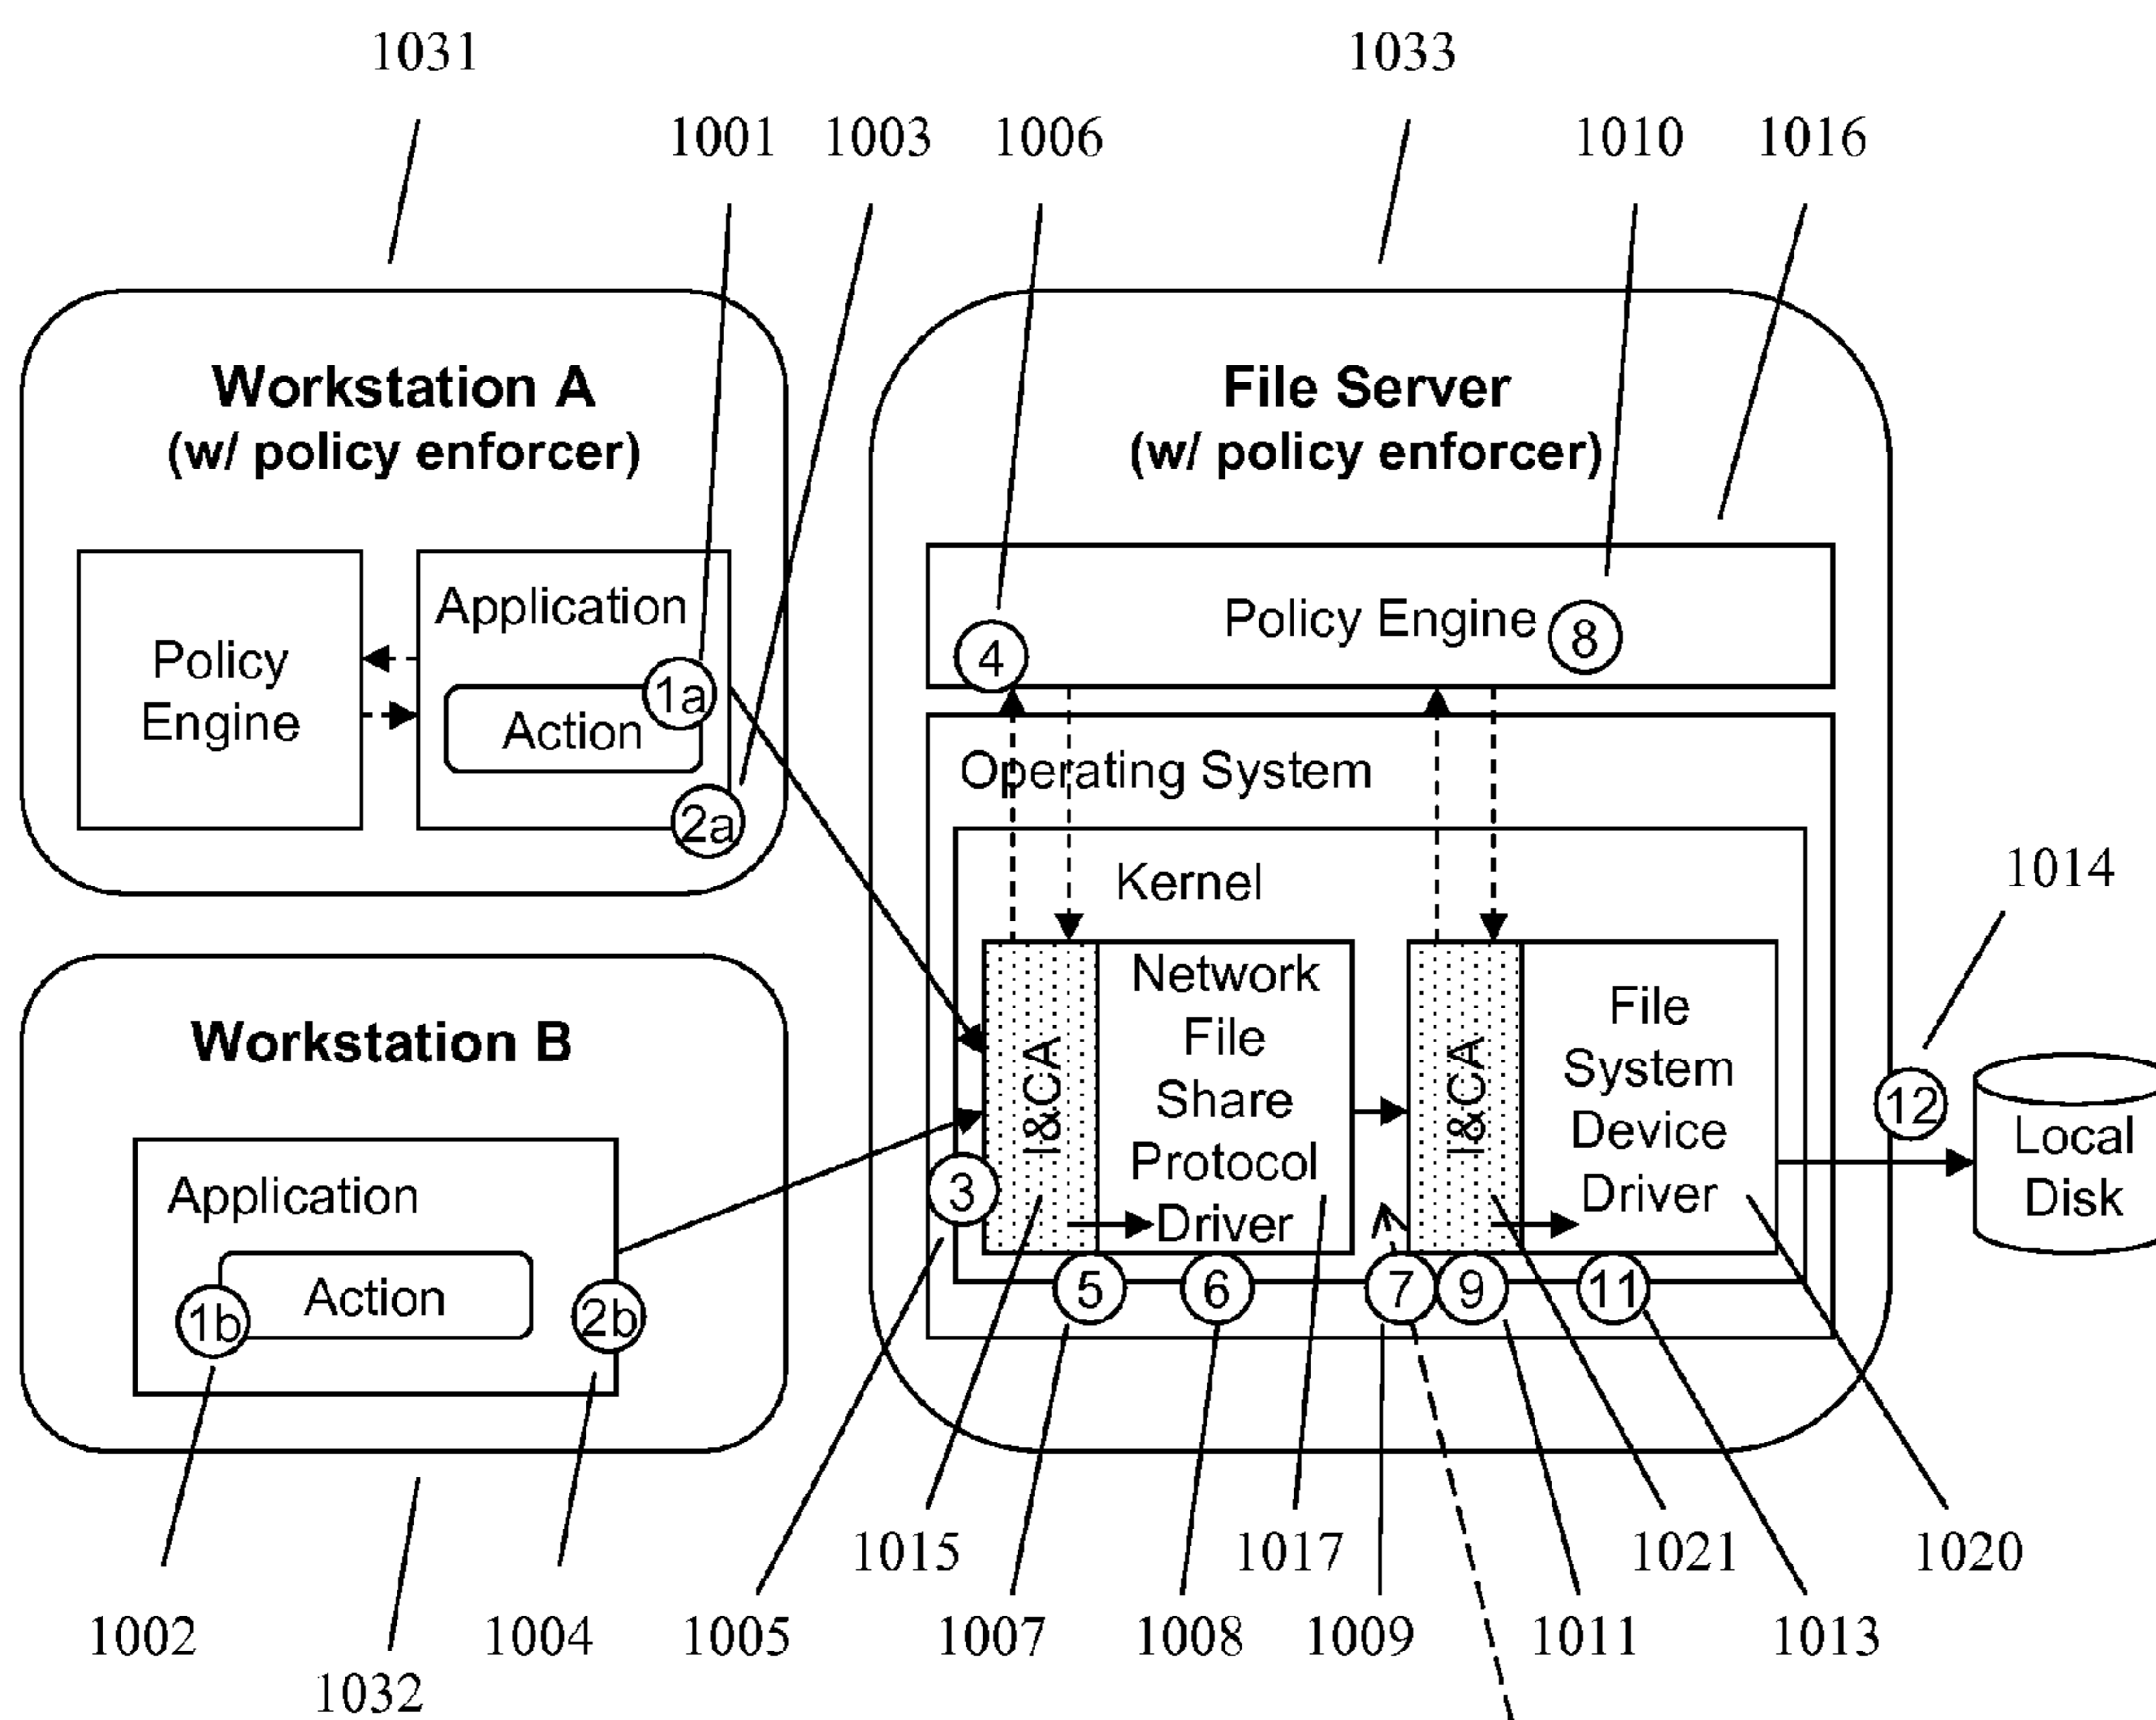 1031
1033
1001
1003
1006
1010
1016
Workstation A
(w/ policy enforcer)
File Server
(w/ policy enforcer)
Policy
Engine
Application
1a
Action
2a
Policy Engine
4
8
Operating System
Kernel
I&CA
Network
File
Share
Protocol
Driver
I&CA
File
System
Device
Driver
1014
12
Local
Disk
Workstation B
Application
Action
1b
2b
3
5
6
7
9
11
1015
1017
1021
1020
1002
1004
1005
1007
1008
1009
1011
1013
1032